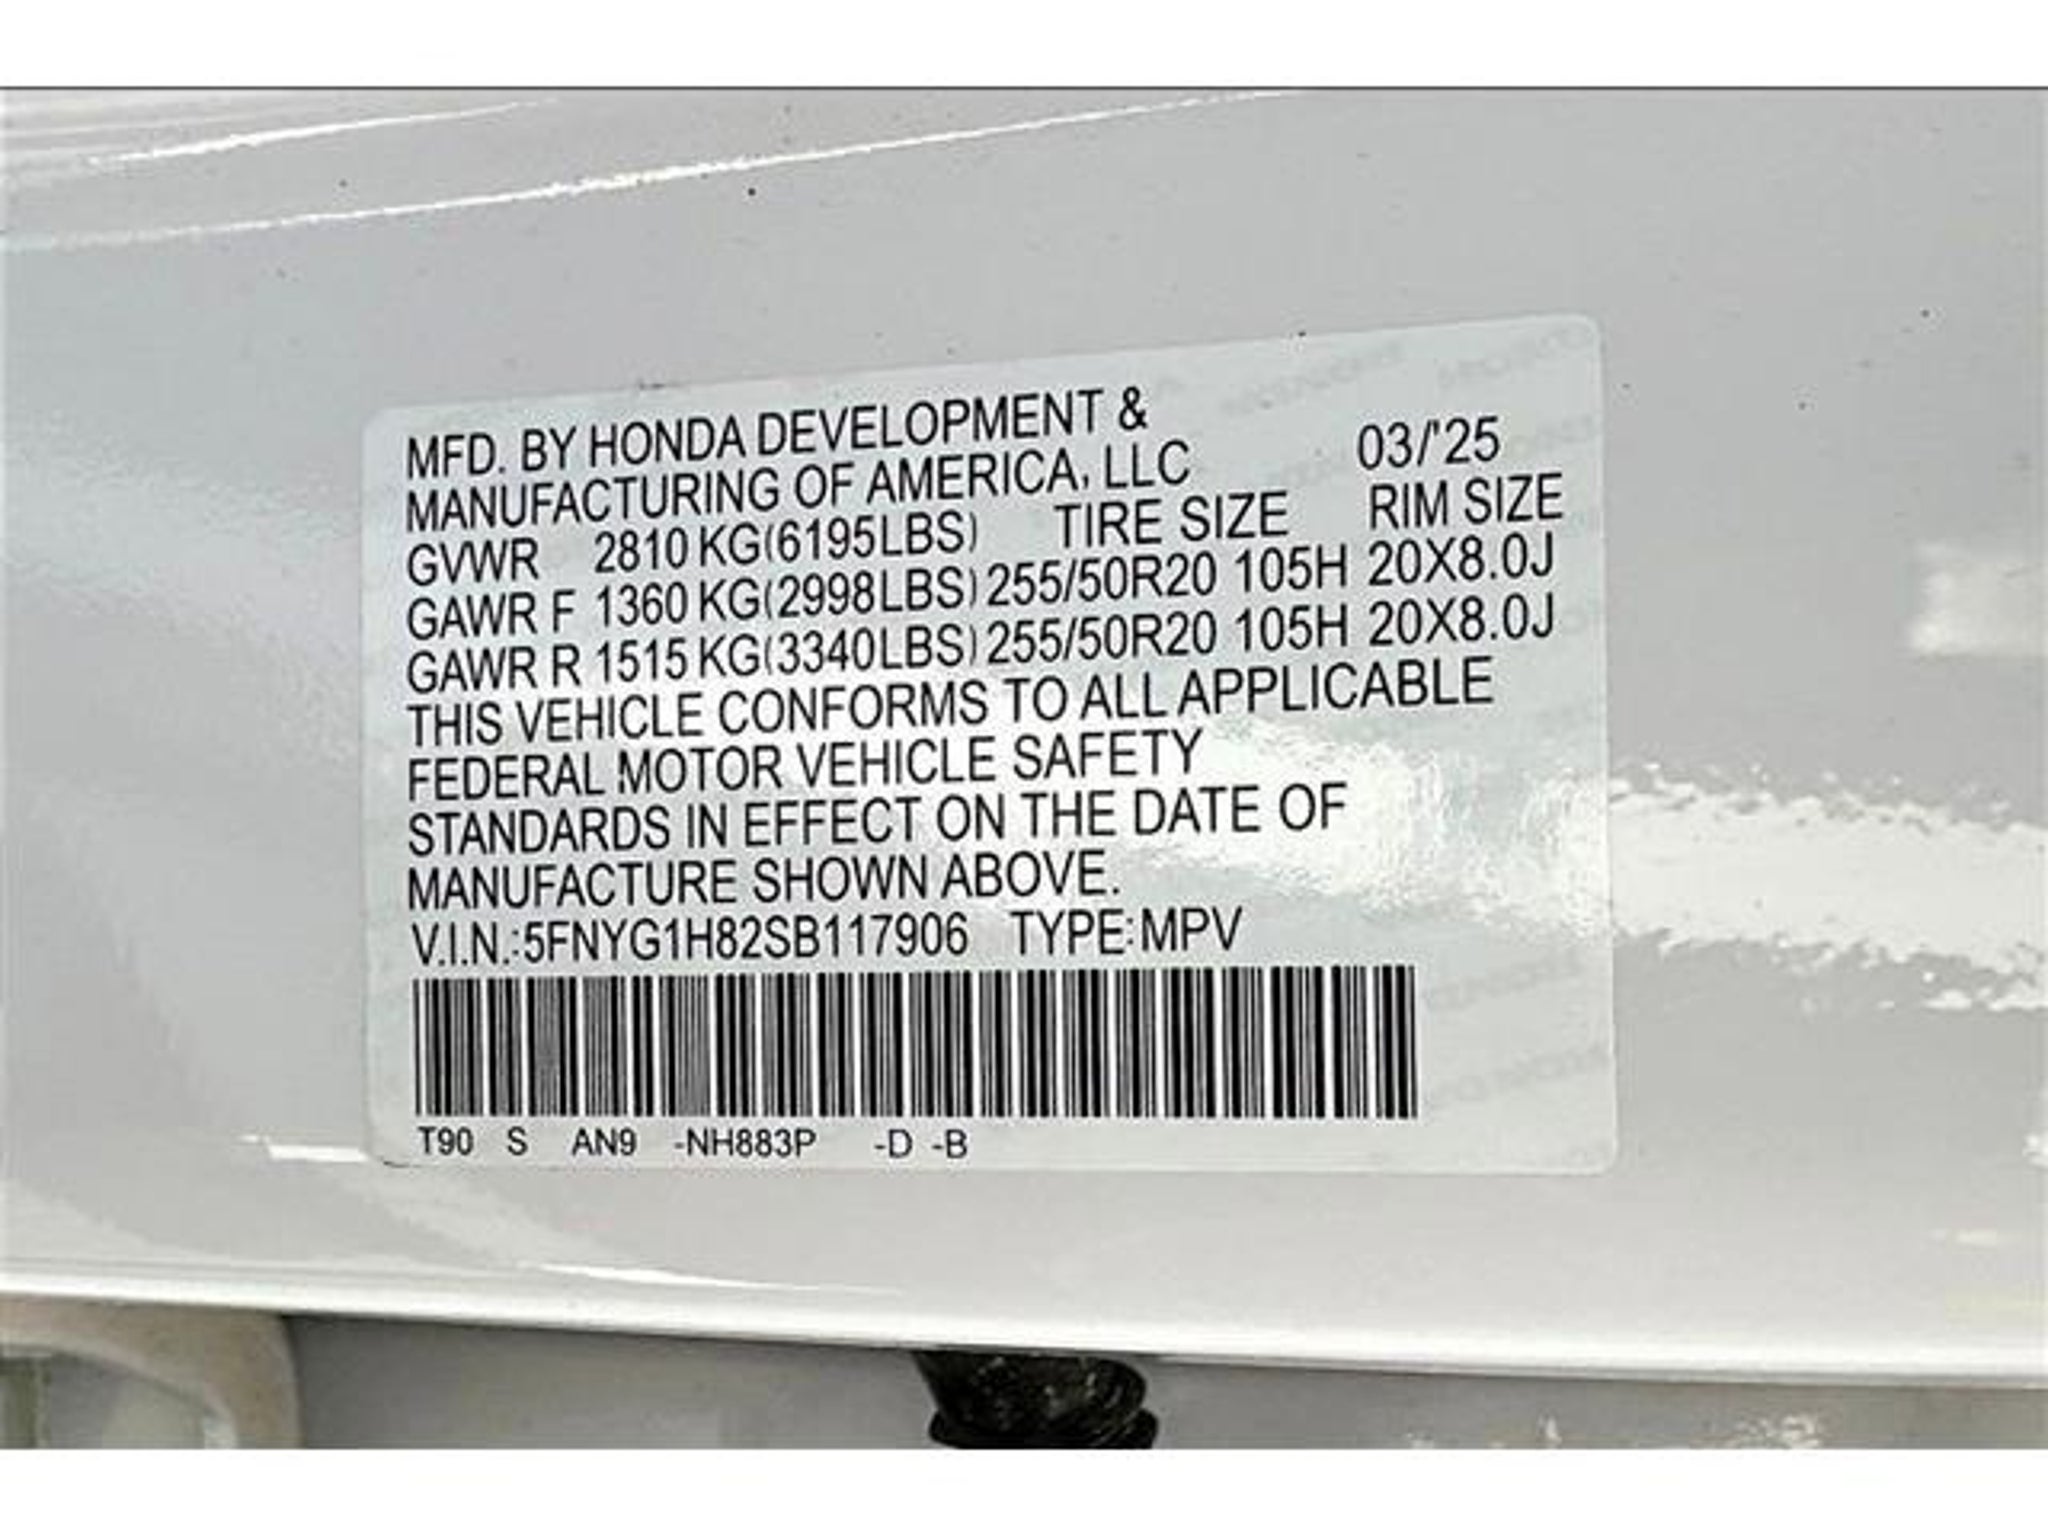 MFD. BY HONDA DEVELOPMENT &
MANUFACTURING OF AMERICA, LLC 03/'25
GVWR 2810 KG(6195LBS) TIRE SIZE RIM SIZE
GAWR F 1360 KG(2998LBS) 255/50R20 105H 20X8.0J
GAWR R 1515 KG(3340LBS) 255/50R20 105H 20X8.0J
THIS VEHICLE CONFORMS TO ALL APPLICABLE
FEDERAL MOTOR VEHICLE SAFETY
STANDARDS IN EFFECT ON THE DATE OF
MANUFACTURE SHOWN ABOVE.
V.I.N.:5FNYG1H82SB117906 TYPE:MPV
T90 S AN9 -NH883P -D -B